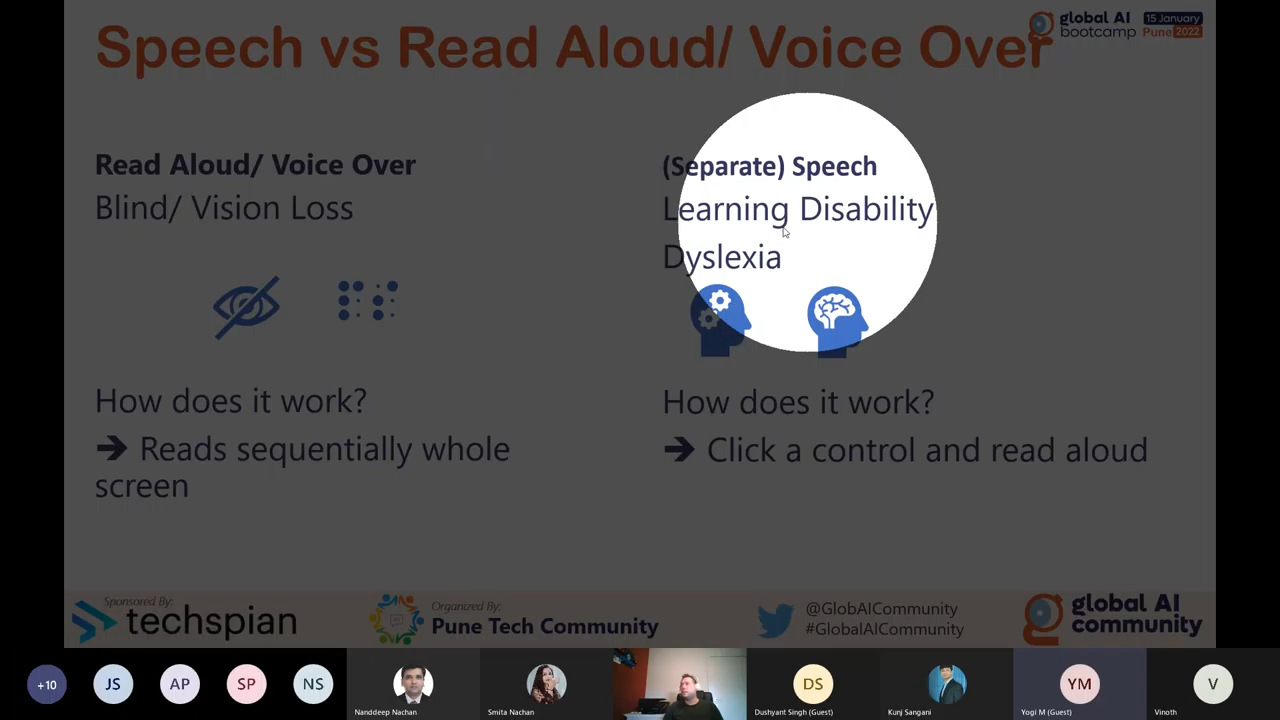 Speech vs Read Aloud/ Voice Over
global AI
bootcamp
15 January
Pune 2022
Read Aloud/ Voice Over
Blind/ Vision Loss
How does it work?
➔ Reads sequentially whole
screen
(Separate) Speech
Learning Disability
Dyslexia
How does it work?
➔ Click a control and read aloud
Sponsored By:
techspian
Organized By:
Pune Tech Community
@GlobAICommunity
#GlobalAICommunity
global AI
community
+10
JS
AP
SP
NS
Nanddeep Nachan
Smita Nachan
DS
Dushyant Singh (Guest)
Kunj Sangani
YM
Yogi M (Guest)
V
Vinoth